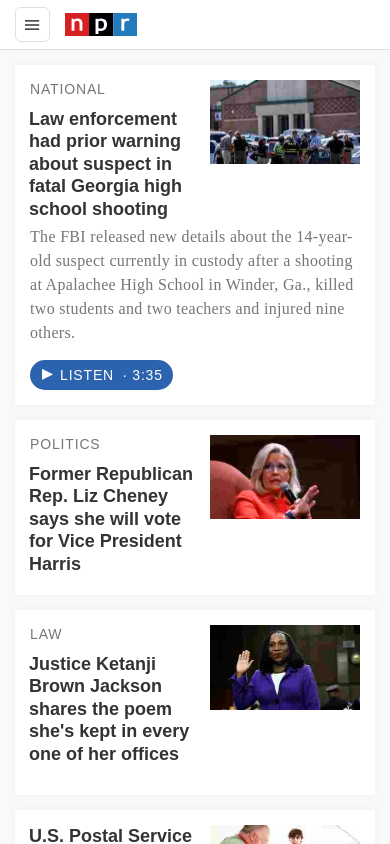 npr
NATIONAL
Law enforcement
had prior warning
about suspect in
fatal Georgia high
school shooting
The FBI released new details about the 14-year-
old suspect currently in custody after a shooting
at Apalachee High School in Winder, Ga., killed
two students and two teachers and injured nine
others.
LISTEN · 3:35
POLITICS
Former Republican
Rep. Liz Cheney
says she will vote
for Vice President
Harris
LAW
Justice Ketanji
Brown Jackson
shares the poem
she's kept in every
one of her offices
U.S. Postal Service